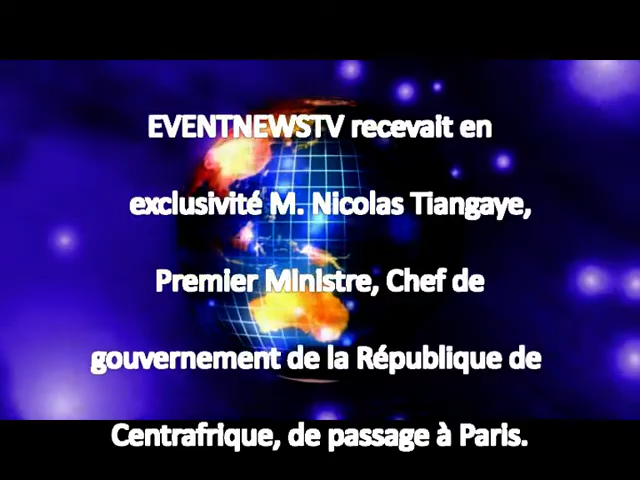 EVENTNEWSTV recevait en
exclusivité M. Nicolas Tiangaye,
Premier Ministre, Chef de
gouvernement de la République de
Centrafrique, de passage à Paris.